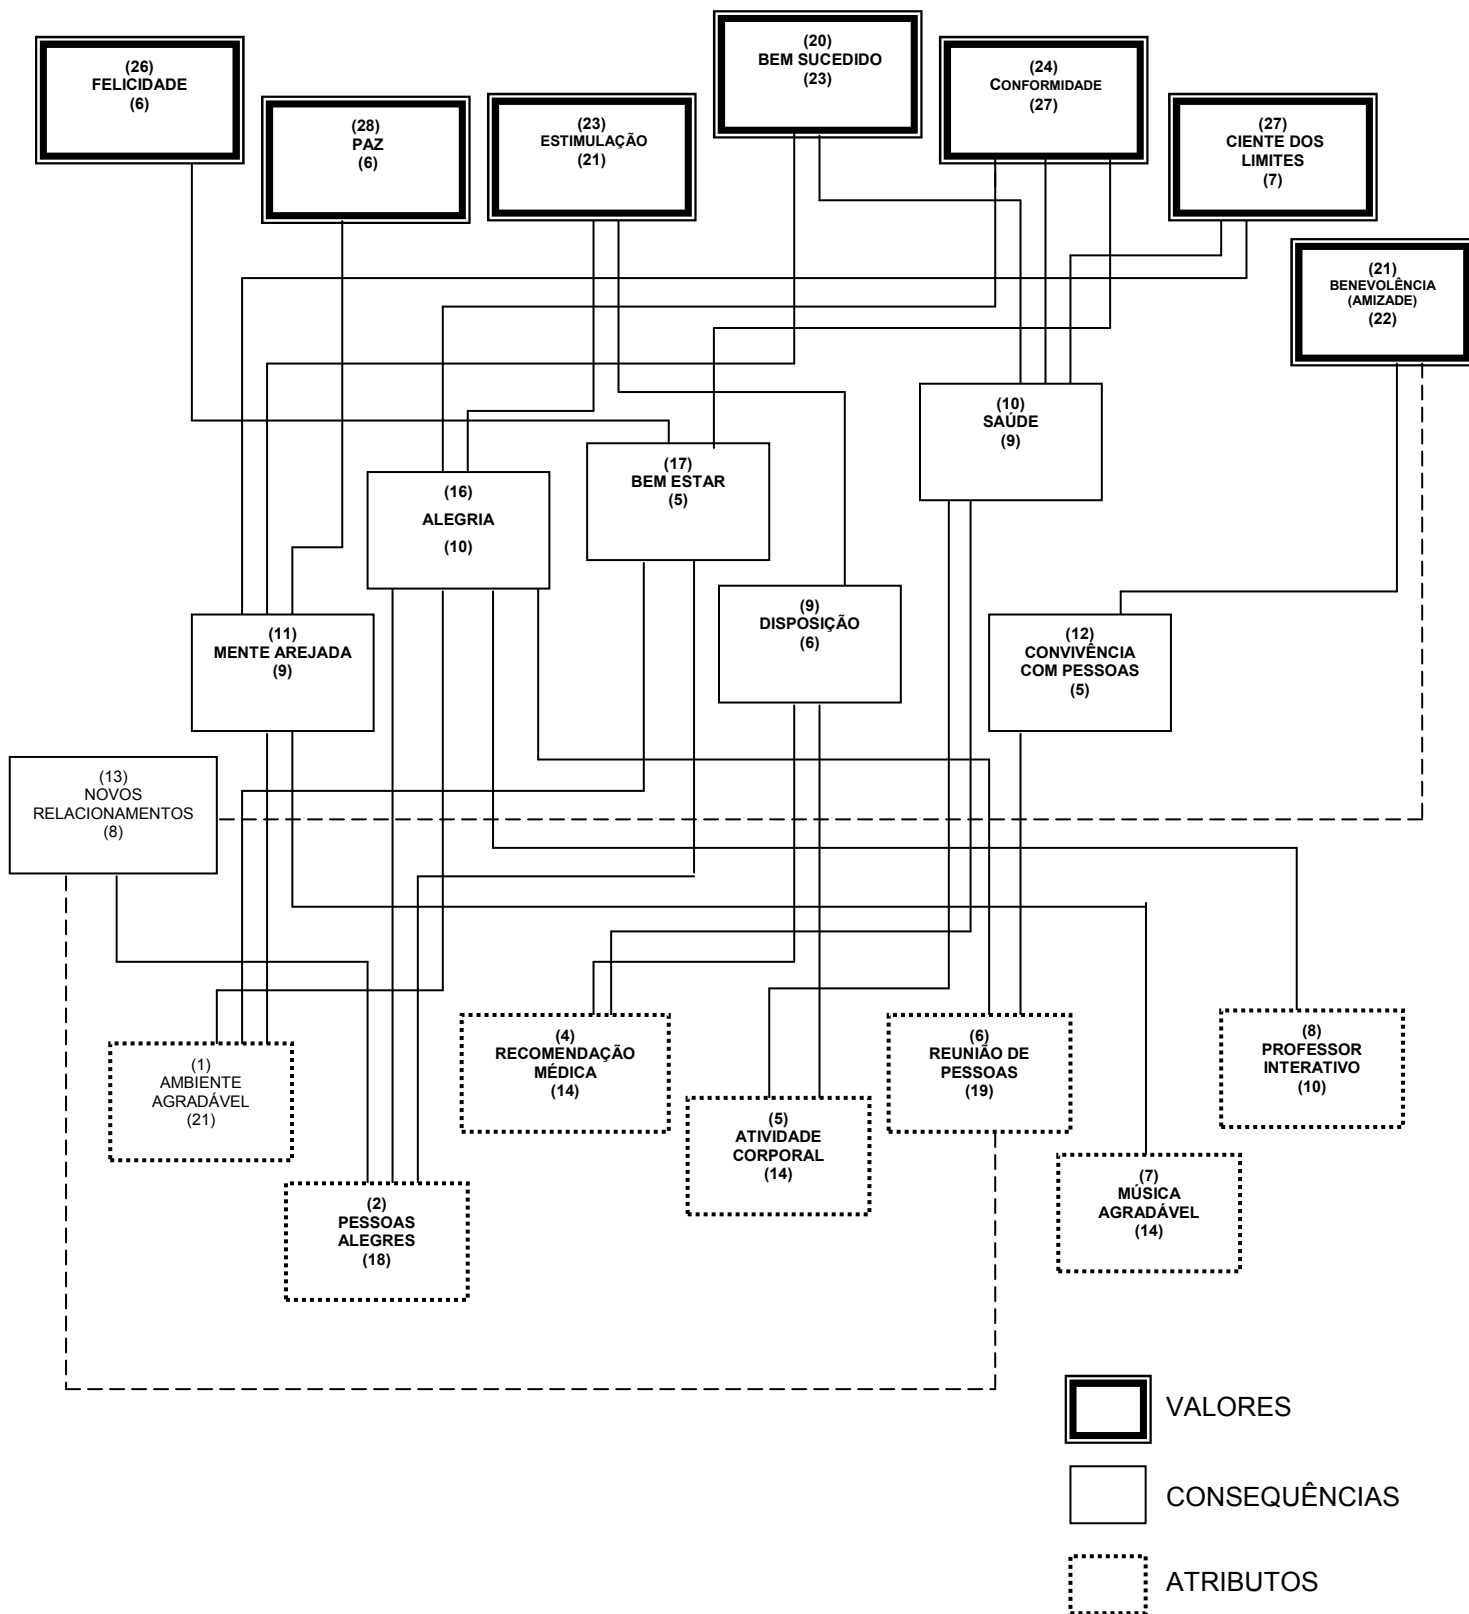 (26)
FELICIDADE
(6)
(28)
PAZ
(6)
(23)
ESTIMULAÇÃO
(21)
(20)
BEM SUCEDIDO
(23)
(24)
CONFORMIDADE
(27)
(27)
CIENTE DOS
LIMITES
(7)
(21)
BENEVOLÊNCIA
(AMIZADE)
(22)
(10)
SAÚDE
(9)
(17)
BEM ESTAR
(5)
(16)
ALEGRIA
(10)
(9)
DISPOSIÇÃO
(6)
(11)
MENTE AREJADA
(9)
(12)
CONVIVÊNCIA
COM PESSOAS
(5)
(13)
NOVOS
RELACIONAMENTOS
(8)
(1)
AMBIENTE
AGRADÁVEL
(21)
(2)
PESSOAS
ALEGRES
(18)
(4)
RECOMENDAÇÃO
MÉDICA
(14)
(5)
ATIVIDADE
CORPORAL
(14)
(6)
REUNIÃO DE
PESSOAS
(19)
(7)
MÚSICA
AGRADÁVEL
(14)
(8)
PROFESSOR
INTERATIVO
(10)
VALORES
CONSEQUÊNCIAS
ATRIBUTOS